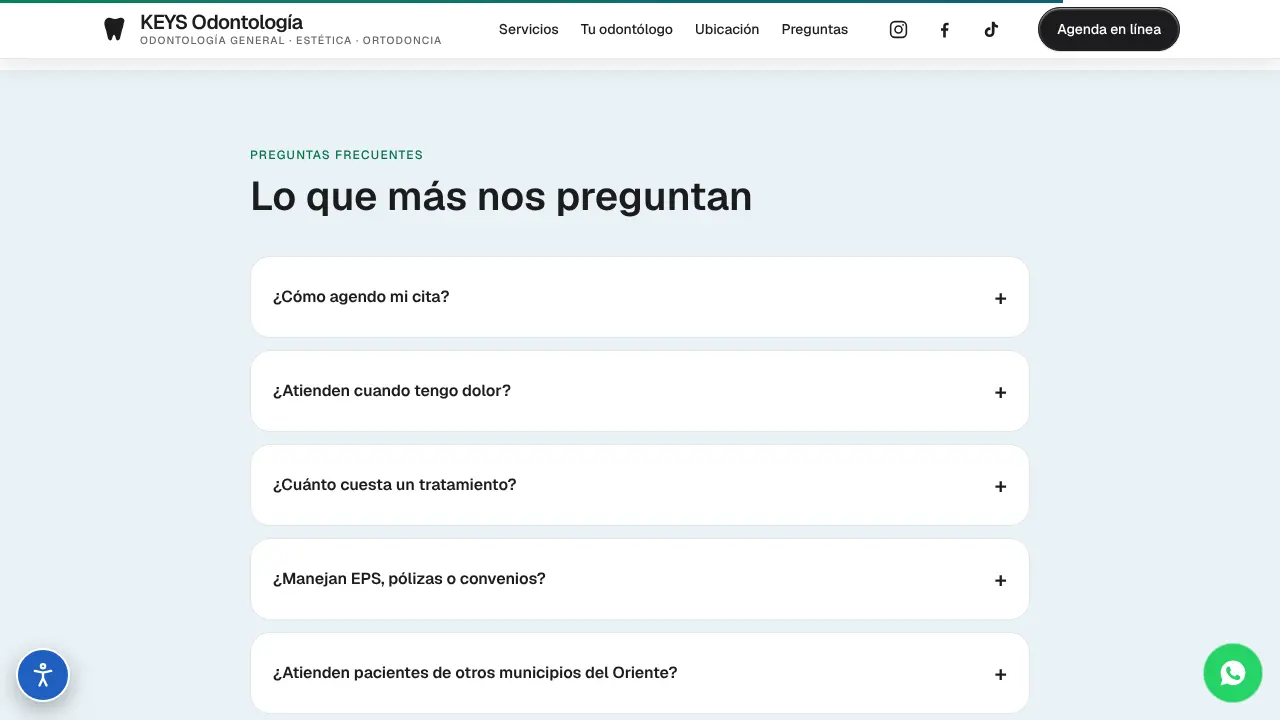 KEYS Odontología
ODONTOLOGÍA GENERAL · ESTÉTICA · ORTODONCIA
Servicios
Tu odontólogo
Ubicación
Preguntas
Agenda en línea
PREGUNTAS FRECUENTES
Lo que más nos preguntan
¿Cómo agendo mi cita?
+
¿Atienden cuando tengo dolor?
+
¿Cuánto cuesta un tratamiento?
+
¿Manejan EPS, pólizas o convenios?
+
¿Atienden pacientes de otros municipios del Oriente?
+